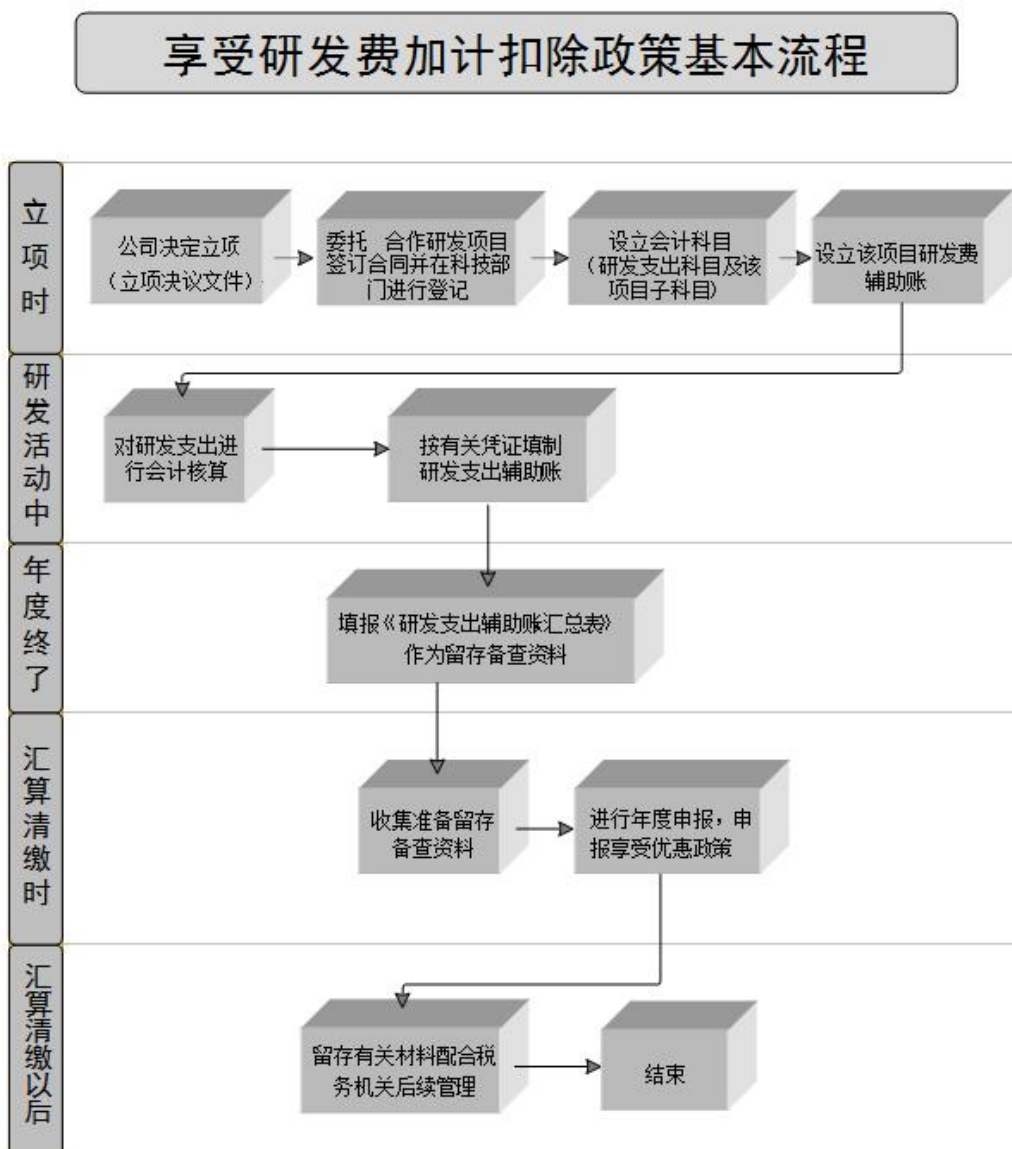 享受研发费加计扣除政策基本流程
立项时
公司决定立项
（立项决议文件）
委托 合作研发项目
签订合同并在科技部
门进行登记
设立会计科目
（研发支出科目及该
项目子科目）
设立该项目研发费
辅助账
研发活动中
对研发支出进
行会计核算
按有关凭证填制
研发支出辅助账
年度终了
填报《研发支出辅助账汇总表》
作为留存备查资料
汇算清缴时
收集准备留存
备查资料
进行年度申报，申
报享受优惠政策
汇算清缴以后
留存有关材料配合税
务机关后续管理
结束